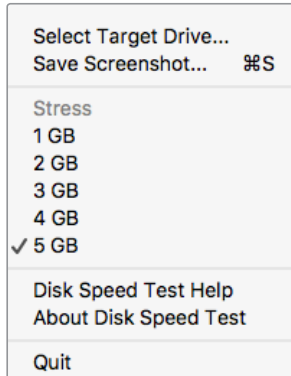 Select Target Drive...
Save Screenshot... ⌘S
Stress
1 GB
2 GB
3 GB
4 GB
✓ 5 GB
Disk Speed Test Help
About Disk Speed Test
Quit